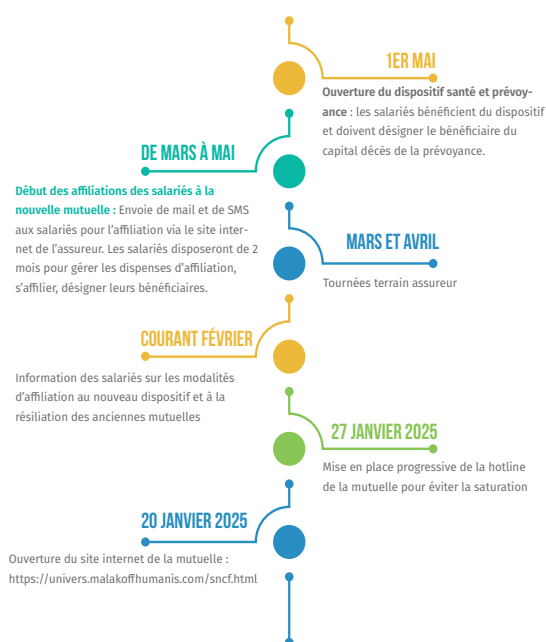 1ER MAI
Ouverture du dispositif santé et prévoy-
ance : les salariés bénéficient du dispositif
et doivent désigner le bénéficiaire du
capital décès de la prévoyance.
DE MARS À MAI
Début des affiliations des salariés à la
nouvelle mutuelle : Envoie de mail et de SMS
aux salariés pour l’affiliation via le site inter-
net de l’assureur. Les salariés disposeront de 2
mois pour gérer les dispenses d’affiliation,
s’affilier, désigner leurs bénéficiaires.
MARS ET AVRIL
Tournées terrain assureur
COURANT FÉVRIER
Information des salariés sur les modalités
d’affiliation au nouveau dispositif et à la
résiliation des anciennes mutuelles
27 JANVIER 2025
Mise en place progressive de la hotline
de la mutuelle pour éviter la saturation
20 JANVIER 2025
Ouverture du site internet de la mutuelle :
https://univers.malakoffhumanis.com/sncf.html